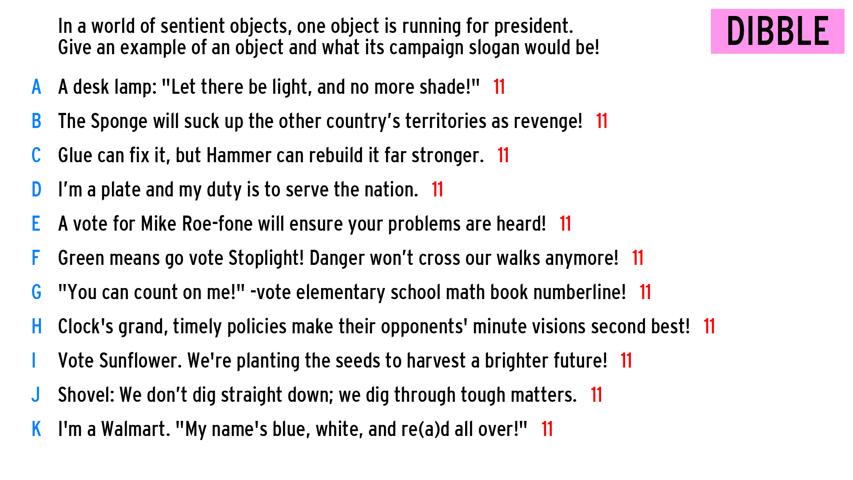 In a world of sentient objects, one object is running for president.
Give an example of an object and what its campaign slogan would be!
DIBBLE
A A desk lamp: "Let there be light, and no more shade!" 11
B The Sponge will suck up the other country’s territories as revenge! 11
C Glue can fix it, but Hammer can rebuild it far stronger. 11
D I’m a plate and my duty is to serve the nation. 11
E A vote for Mike Roe-fone will ensure your problems are heard! 11
F Green means go vote Stoplight! Danger won’t cross our walks anymore! 11
G "You can count on me!" -vote elementary school math book numberline! 11
H Clock's grand, timely policies make their opponents' minute visions second best! 11
I Vote Sunflower. We're planting the seeds to harvest a brighter future! 11
J Shovel: We don’t dig straight down; we dig through tough matters. 11
K I'm a Walmart. "My name's blue, white, and re(a)d all over!" 11